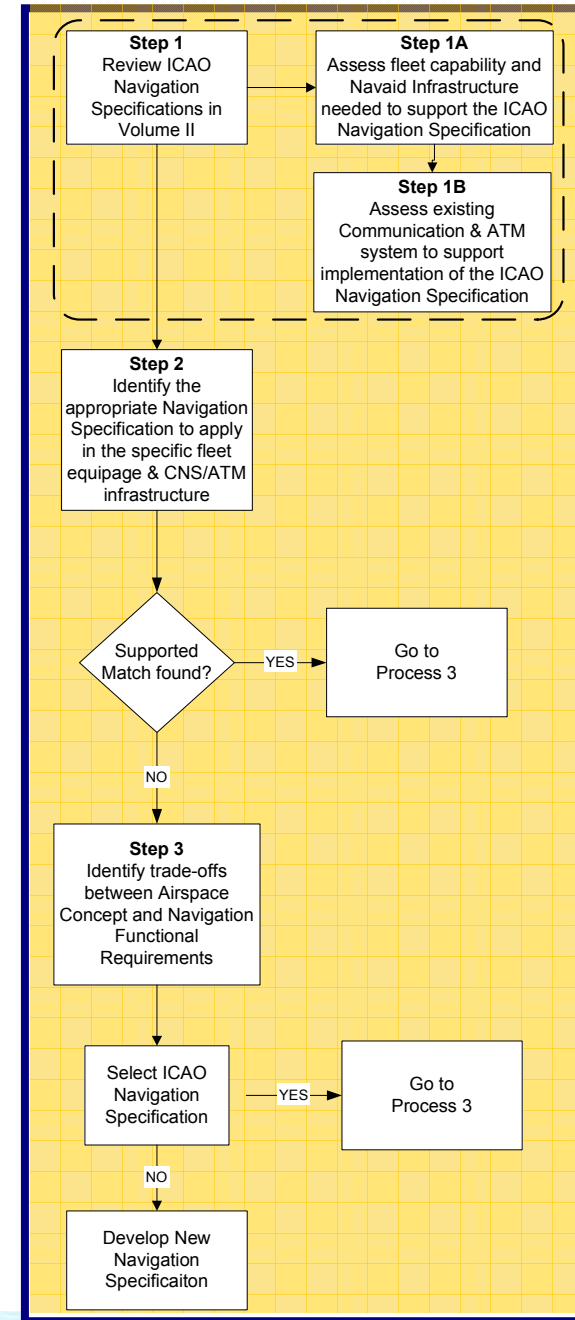 Step 1
Review ICAO
Navigation
Specifications in
Volume II
Step 1A
Assess fleet capability and
Navaid Infrastructure
needed to support the ICAO
Navigation Specification
Step 1B
Assess existing
Communication & ATM
system to support
implementation of the ICAO
Navigation Specification
Step 2
Identify the
appropriate Navigation
Specification to apply
in the specific fleet
equipage & CNS/ATM
infrastructure
Supported
Match found?
YES
Go to
Process 3
NO
Step 3
Identify trade-offs
between Airspace
Concept and Navigation
Functional
Requirements
Select ICAO
Navigation
Specification
YES
Go to
Process 3
NO
Develop New
Navigation
Specificaiton